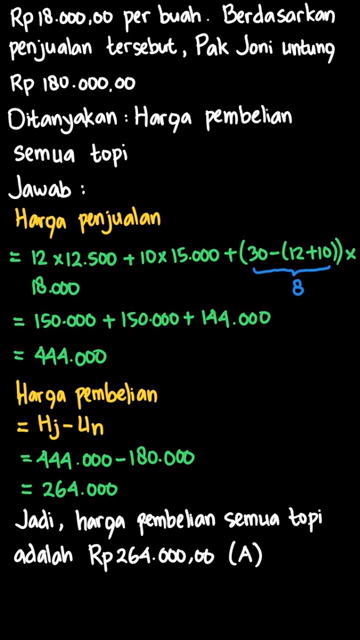 Rp 18.000,00 per buah. Berdasarkan
penjualan tersebut, Pak Joni untung
Rp 180.000,00
Ditanyakan : Harga pembelian
semua topi
Jawab :
Harga penjualan
= 12 × 12.500 + 10 × 15.000 + (30 - (12 + 10)) ×
8
18.000
= 150.000 + 150.000 + 144.000
= 444.000
Harga pembelian
= Hj - Un
= 444.000 - 180.000
= 264.000
Jadi, harga pembelian semua topi
adalah Rp 264.000,00 (A)